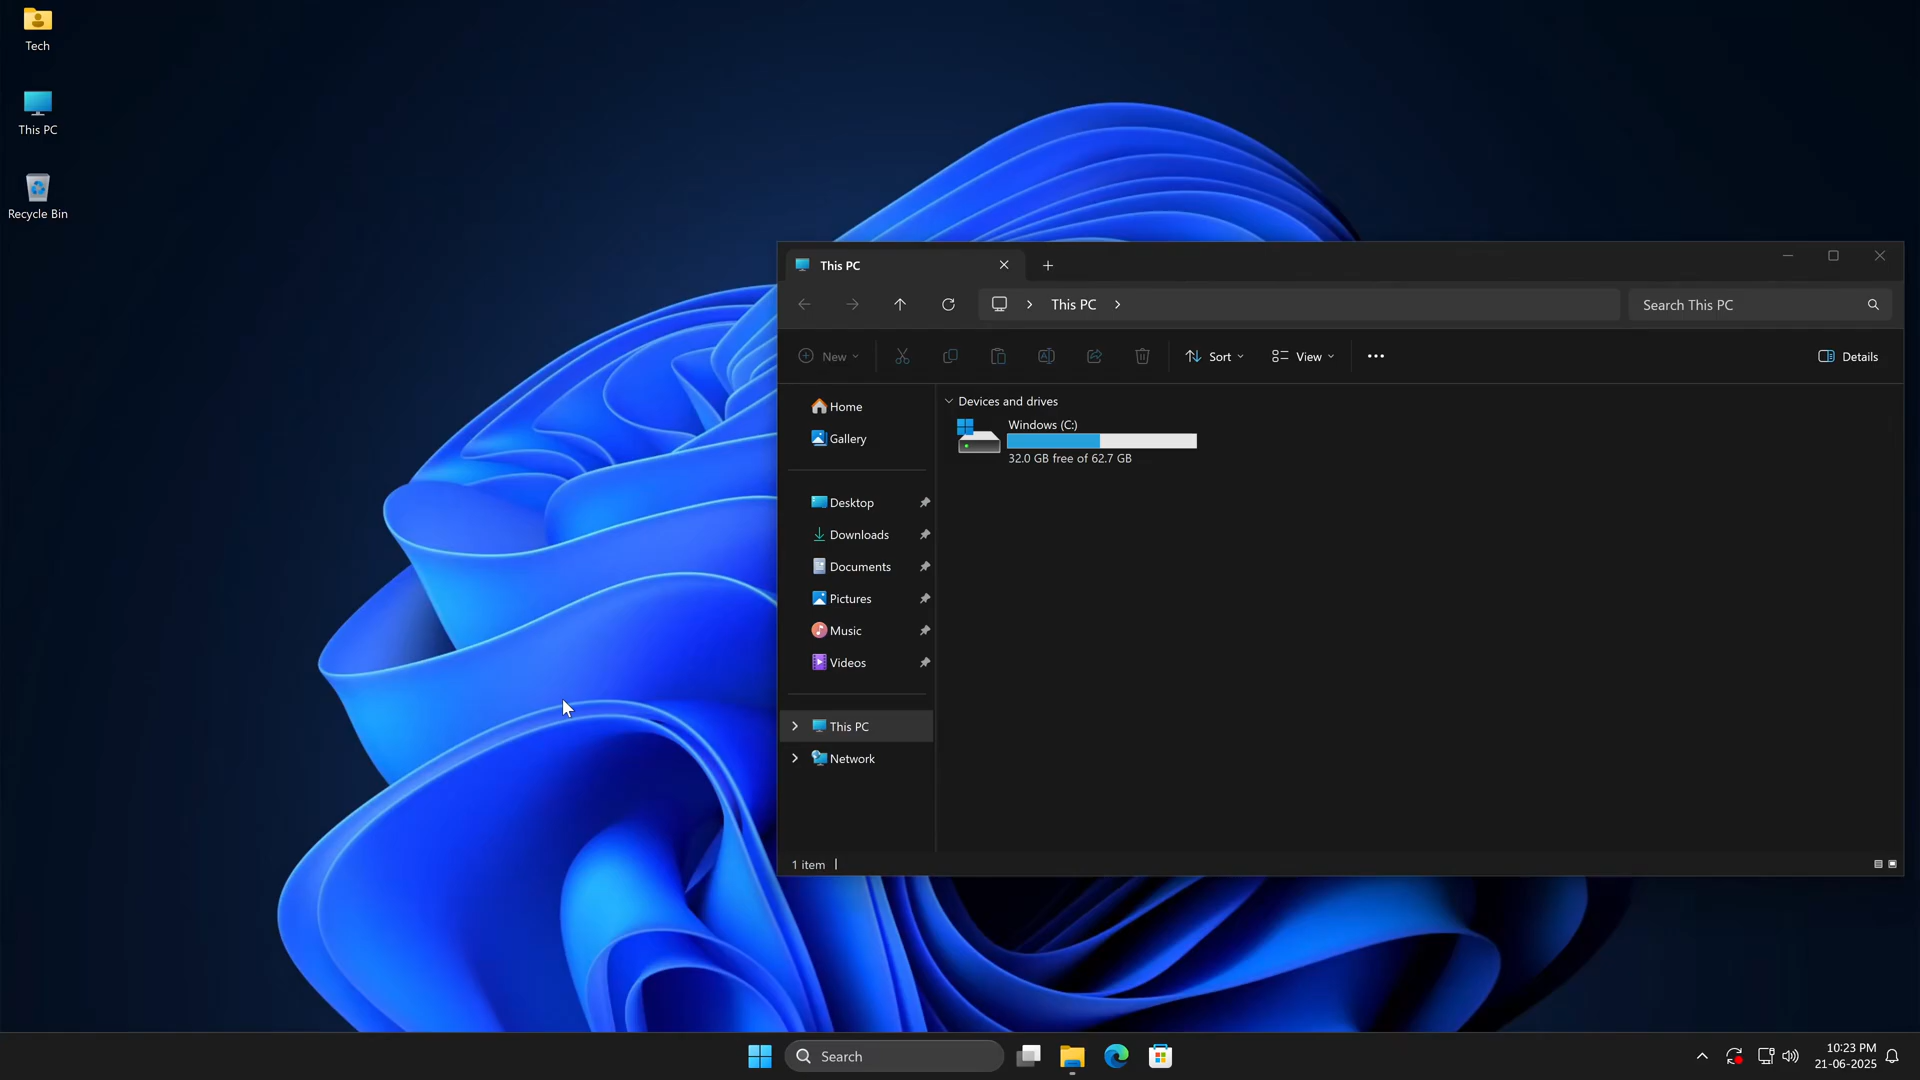 Tech
This PC
Recycle Bin
This PC
This PC
Search This PC
New
Sort
View
Details
Home
Gallery
Desktop
Downloads
Documents
Pictures
Music
Videos
This PC
Network
Devices and drives
Windows (C:)
32.0 GB free of 62.7 GB
1 item
Search
10:23 PM
21-06-2025